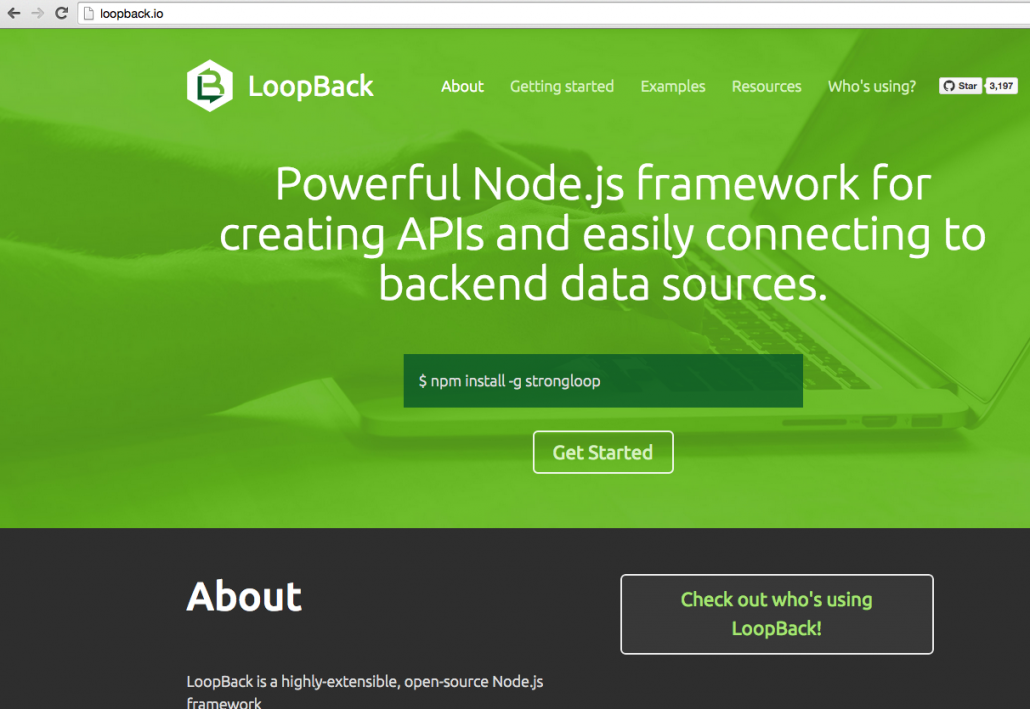 loopback.io
LoopBack
About Getting started Examples Resources Who's using? Star 3,197
Powerful Node.js framework for
creating APIs and easily connecting to
backend data sources.
$ npm install -g strongloop
Get Started
About
Check out who's using
LoopBack!
LoopBack is a highly-extensible, open-source Node.js
framework